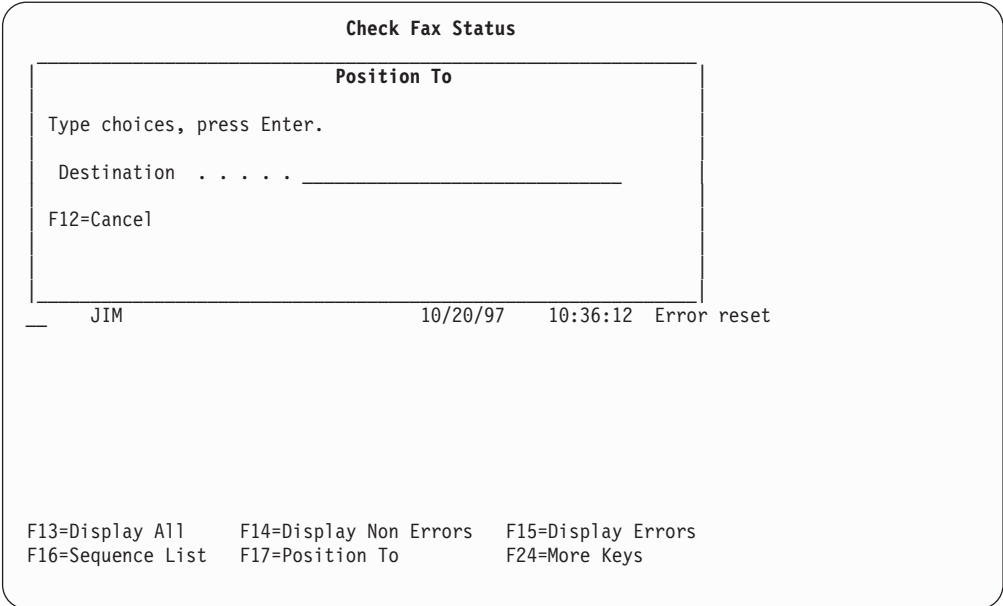 Check Fax Status
Position To
Type choices, press Enter.
Destination . . . . . ______________________________
F12=Cancel
__ JIM 10/20/97 10:36:12 Error reset
F13=Display All F14=Display Non Errors F15=Display Errors
F16=Sequence List F17=Position To F24=More Keys